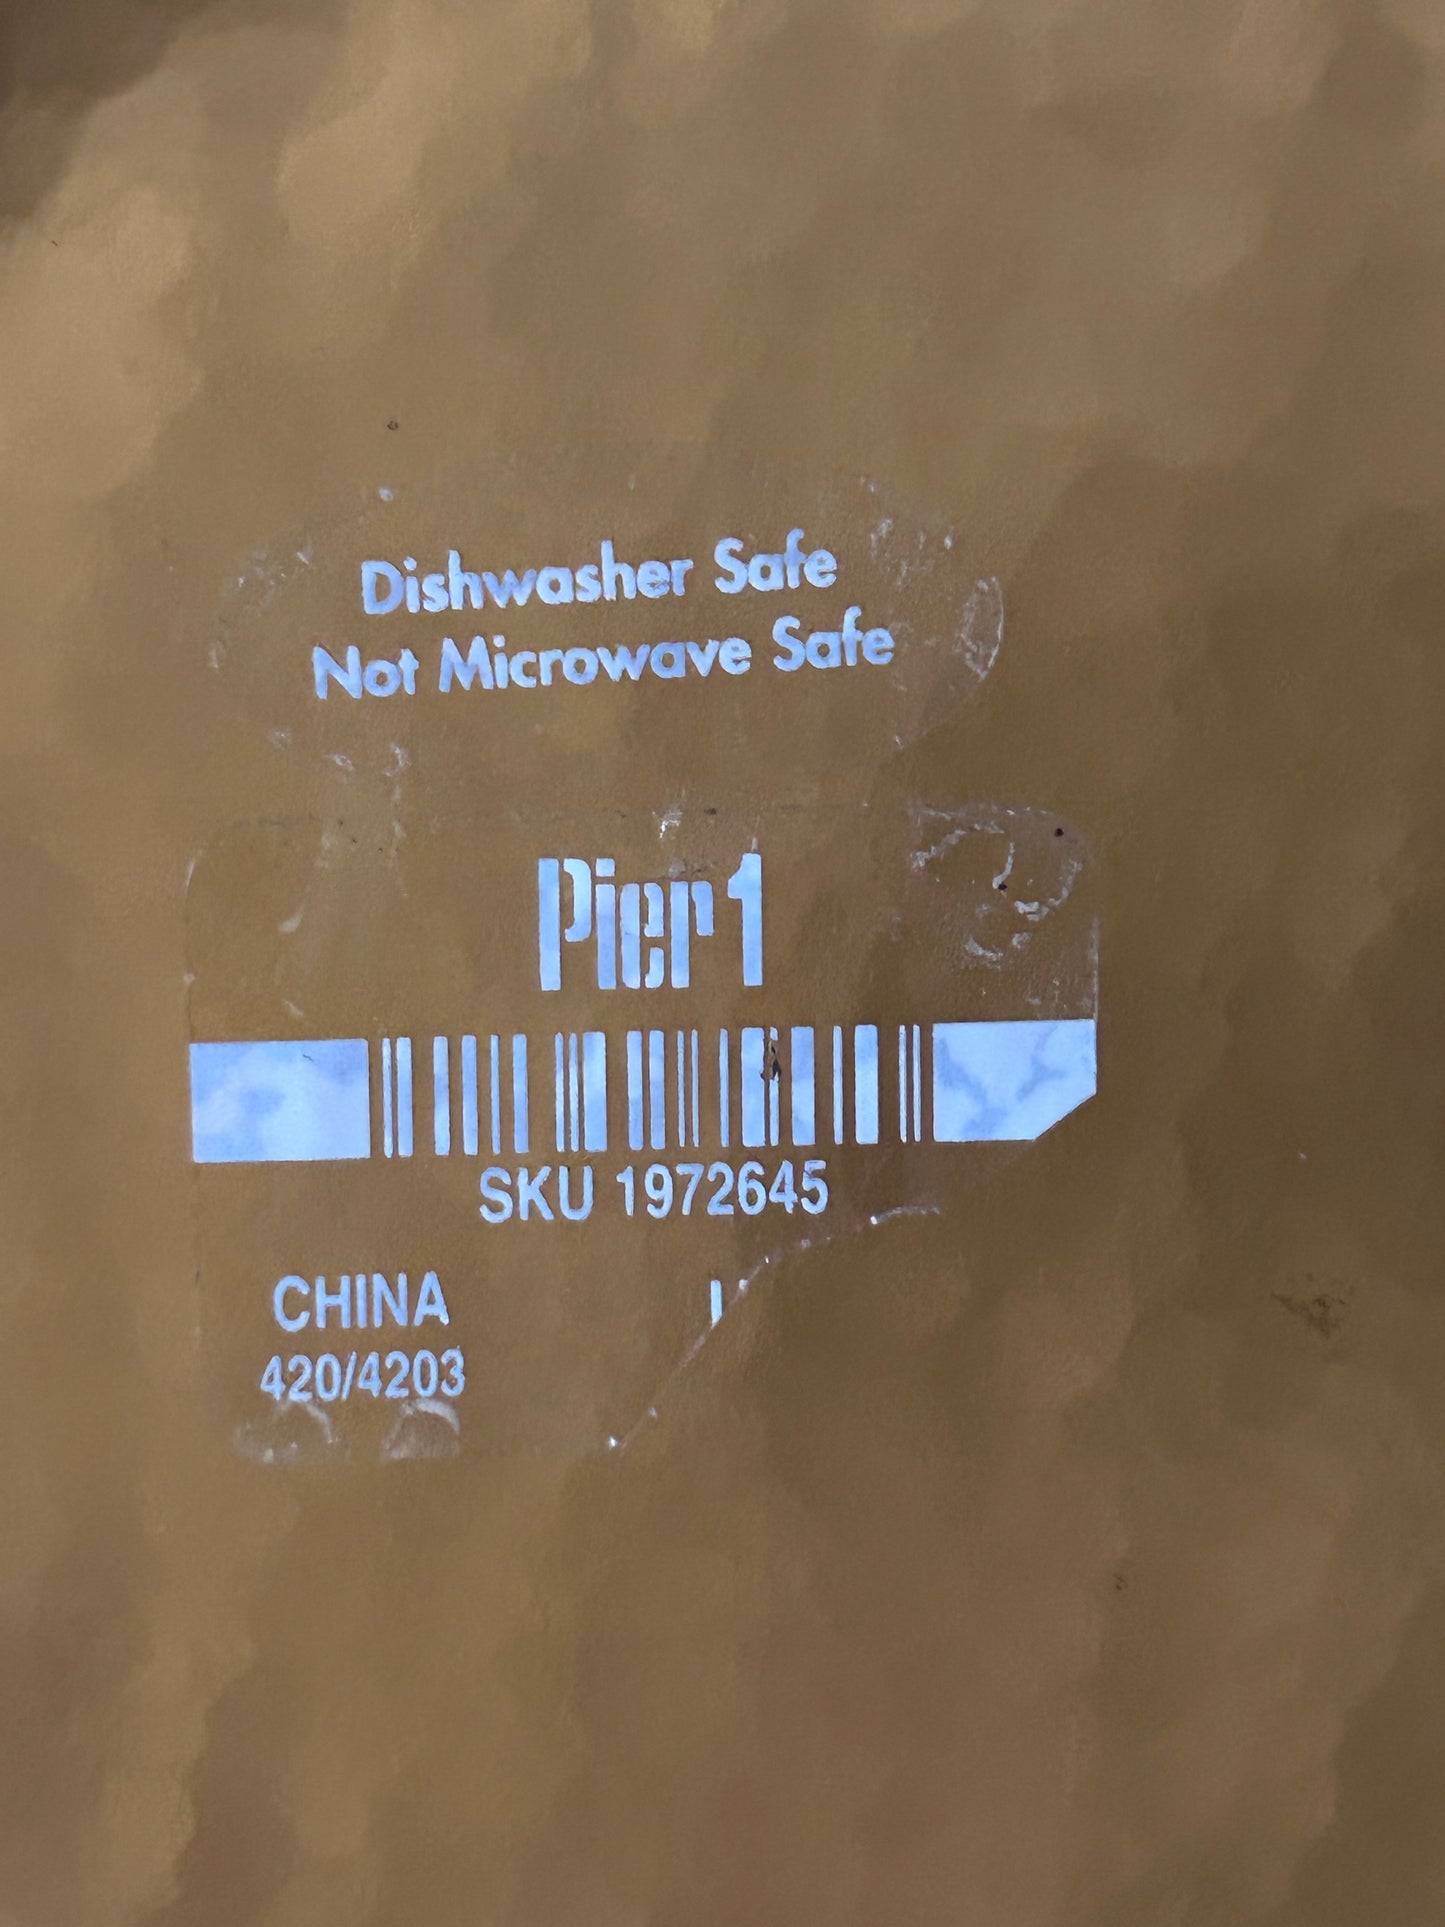 Dishwasher Safe
Not Microwave Safe
Pier 1
SKU 1972645
CHINA
420/4203